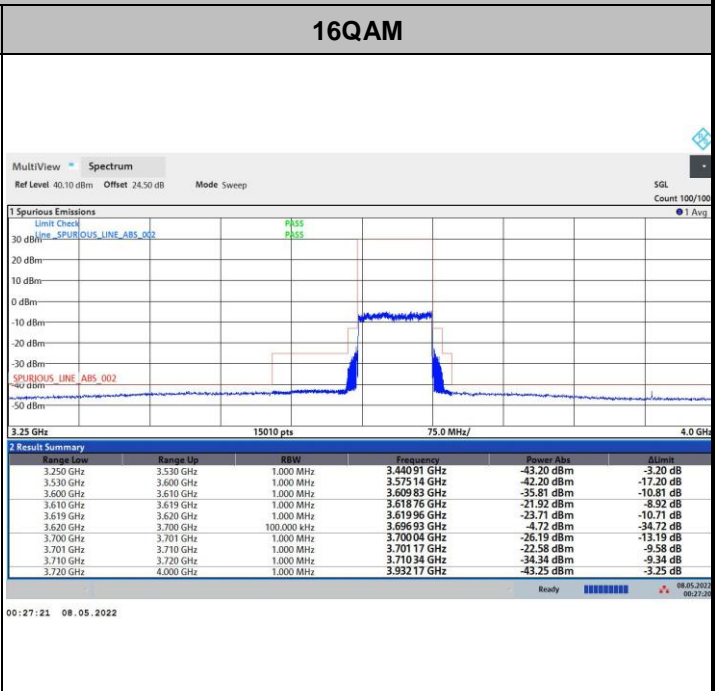 16QAM
MultiView Spectrum
Ref Level 40.10 dBm Offset 24.50 dB Mode Sweep SGL
Count 100/100
1 Spurious Emissions 1 Avg
Limit Check PASS
Line _SPURIOUS_LINE_ABS_002 PASS
30 dBm
20 dBm
10 dBm
0 dBm
-10 dBm
-20 dBm
-30 dBm
SPURIOUS_LINE_ABS_002
-40 dBm
-50 dBm
3.25 GHz 15010 pts 75.0 MHz/ 4.0 GHz
2 Result Summary
Range Low Range Up RBW Frequency Power Abs ΔLimit
3.250 GHz 3.530 GHz 1.000 MHz 3.440 91 GHz -43.20 dBm -3.20 dB
3.530 GHz 3.600 GHz 1.000 MHz 3.575 14 GHz -42.20 dBm -17.20 dB
3.600 GHz 3.610 GHz 1.000 MHz 3.609 83 GHz -35.81 dBm -10.81 dB
3.610 GHz 3.619 GHz 1.000 MHz 3.618 76 GHz -21.92 dBm -8.92 dB
3.619 GHz 3.620 GHz 1.000 MHz 3.619 96 GHz -23.71 dBm -10.71 dB
3.620 GHz 3.700 GHz 100.000 kHz 3.696 93 GHz -4.72 dBm -34.72 dB
3.700 GHz 3.701 GHz 1.000 MHz 3.700 04 GHz -26.19 dBm -13.19 dB
3.701 GHz 3.710 GHz 1.000 MHz 3.701 17 GHz -22.58 dBm -9.58 dB
3.710 GHz 3.720 GHz 1.000 MHz 3.710 34 GHz -34.34 dBm -9.34 dB
3.720 GHz 4.000 GHz 1.000 MHz 3.932 17 GHz -43.25 dBm -3.25 dB
Ready 08.05.2022
00:27:20
00:27:21 08.05.2022